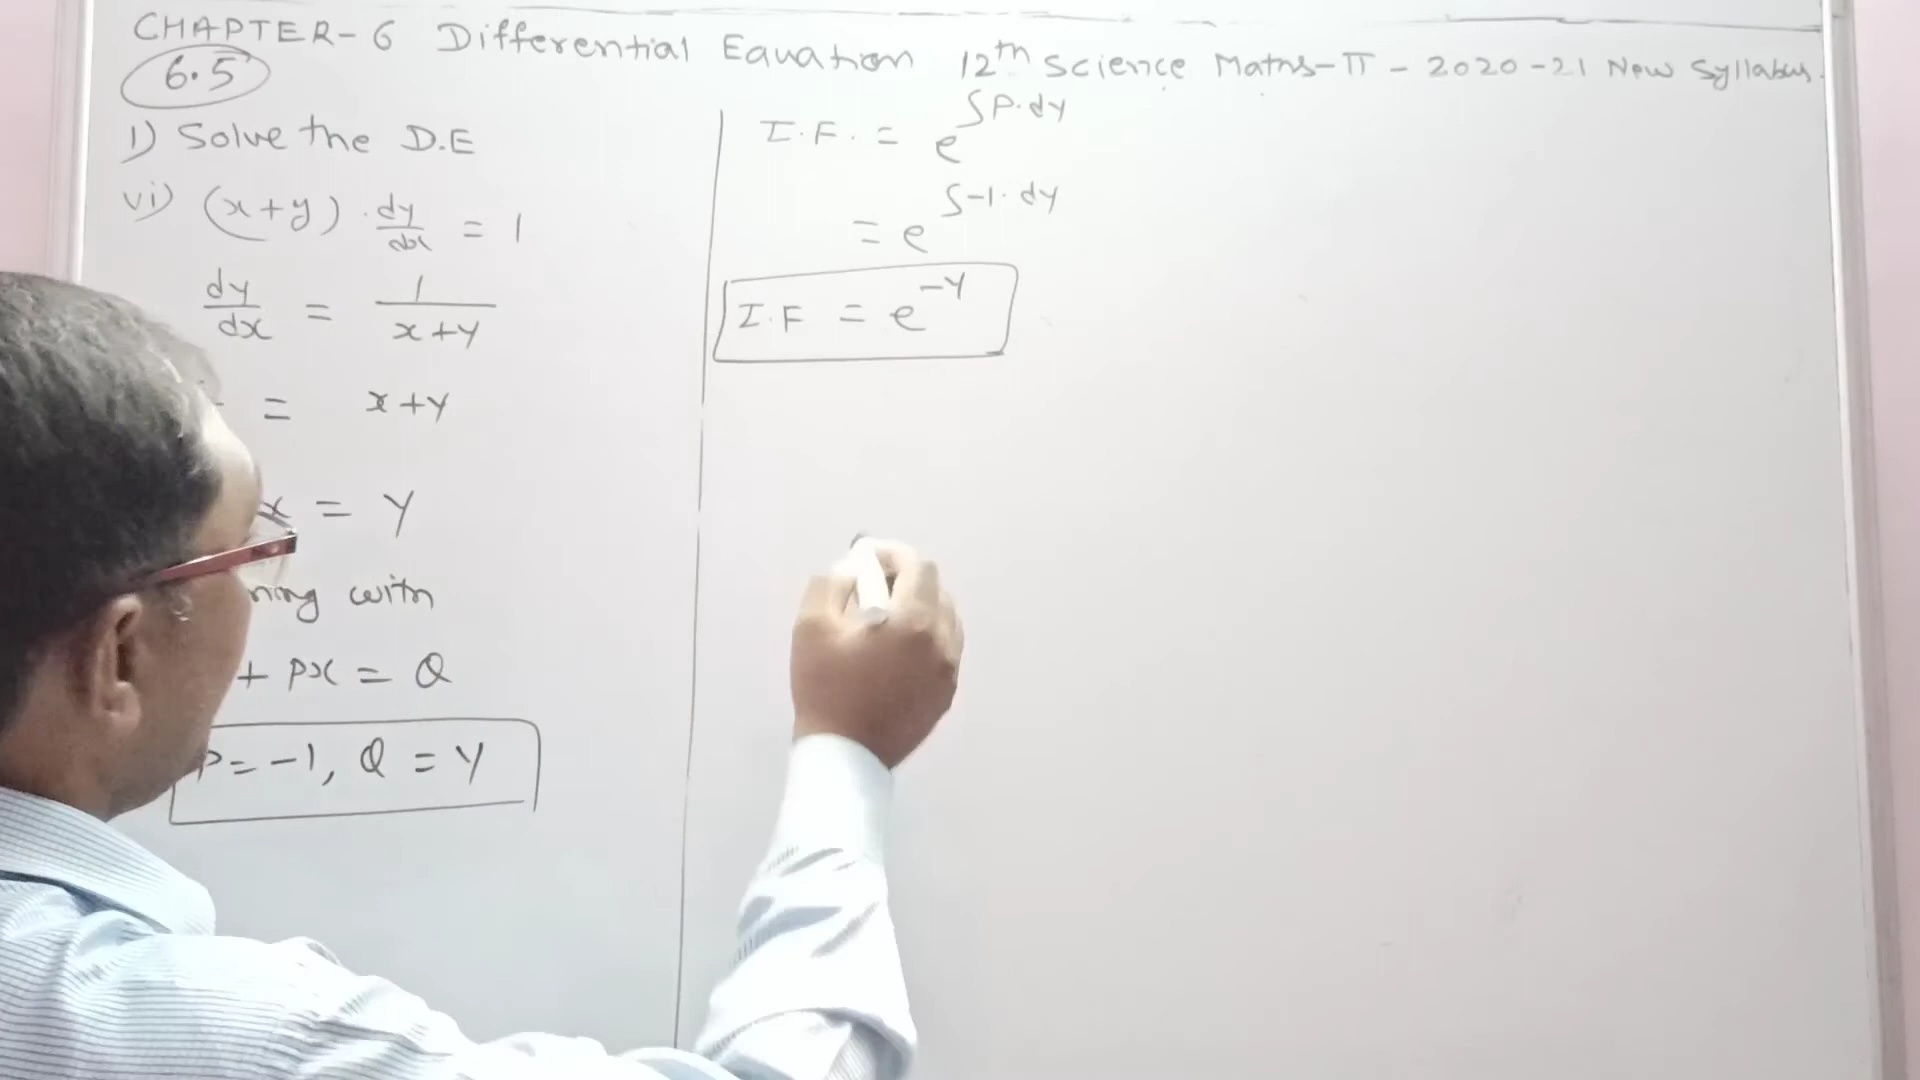 CHAPTER-6 Differential Equation 12th Science Maths-II - 2020-21 New Syllabus.
6.5
1) Solve the D.E
vi) (x+y) . dy/dx = 1
dy/dx = 1/(x+y)
= x+y
x = y
with
+ Px = Q
P = -1, Q = y
I.F. = e^∫P.dy
= e^∫-1.dy
I.F = e^-y